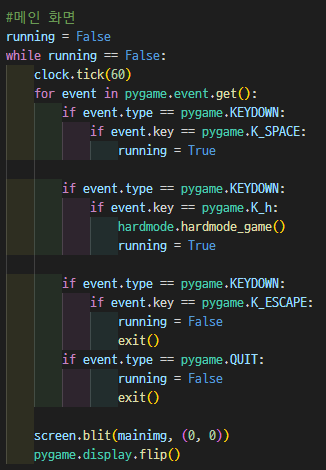 #메인 화면
running = False
while running == False:
    clock.tick(60)
    for event in pygame.event.get():
        if event.type == pygame.KEYDOWN:
            if event.key == pygame.K_SPACE:
                running = True

        if event.type == pygame.KEYDOWN:
            if event.key == pygame.K_h:
                hardmode.hardmode_game()
                running = True

        if event.type == pygame.KEYDOWN:
            if event.key == pygame.K_ESCAPE:
                running = False
                exit()
        if event.type == pygame.QUIT:
                running = False
                exit()

    screen.blit(mainimg, (0, 0))
    pygame.display.flip()